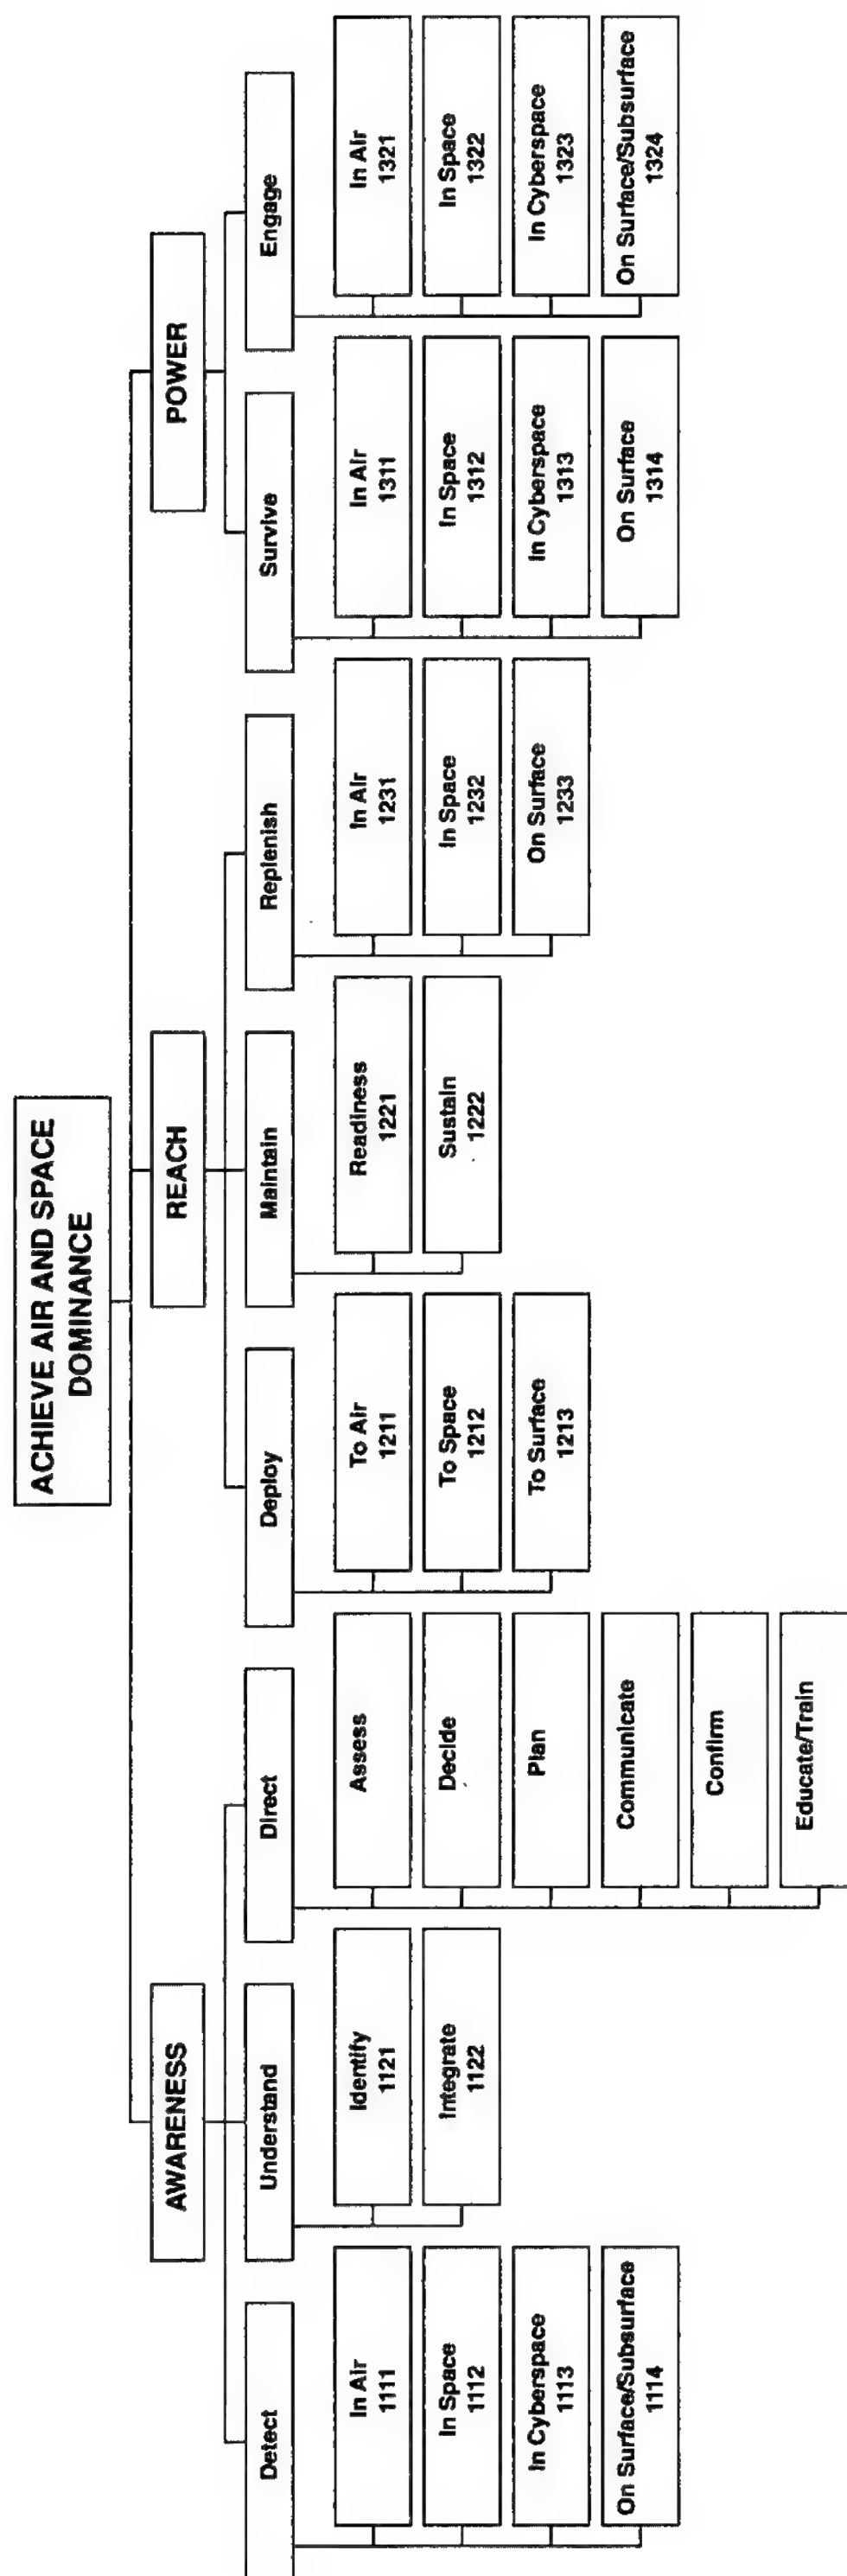 ACHIEVE AIR AND SPACE
DOMINANCE
AWARENESS
REACH
POWER
Detect
Understand
Direct
Deploy
Maintain
Replenish
Survive
Engage
In Air
1111
In Space
1112
In Cyberspace
1113
On Surface/Subsurface
1114
Identify
1121
Integrate
1122
Assess
Decide
Plan
Communicate
Confirm
Educate/Train
To Air
1211
To Space
1212
To Surface
1213
Readiness
1221
Sustain
1222
In Air
1231
In Space
1232
On Surface
1233
In Air
1311
In Space
1312
In Cyberspace
1313
On Surface
1314
In Air
1321
In Space
1322
In Cyberspace
1323
On Surface/Subsurface
1324